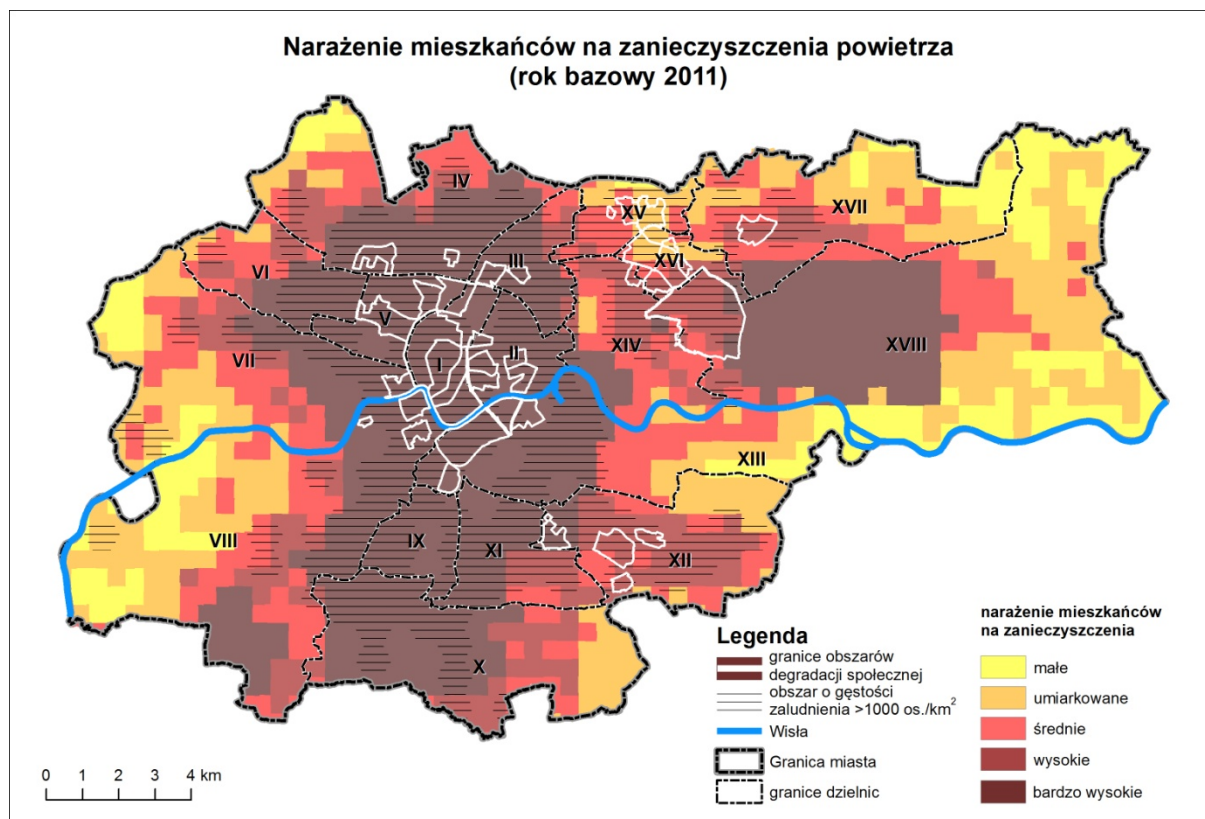 Narażenie mieszkańców na zanieczyszczenia powietrza
(rok bazowy 2011)
IV
XV
XVII
III
XVI
VI
V
XVIII
II
XIV
VII
I
XIII
VIII
IX
XI
XII
X
Legenda
granice obszarów
degradacji społecznej
obszar o gęstości
zaludnienia >1000 os./km²
Wisła
Granica miasta
granice dzielnic
narażenie mieszkańców
na zanieczyszczenia
małe
umiarkowane
średnie
wysokie
bardzo wysokie
0 1 2 3 4 km